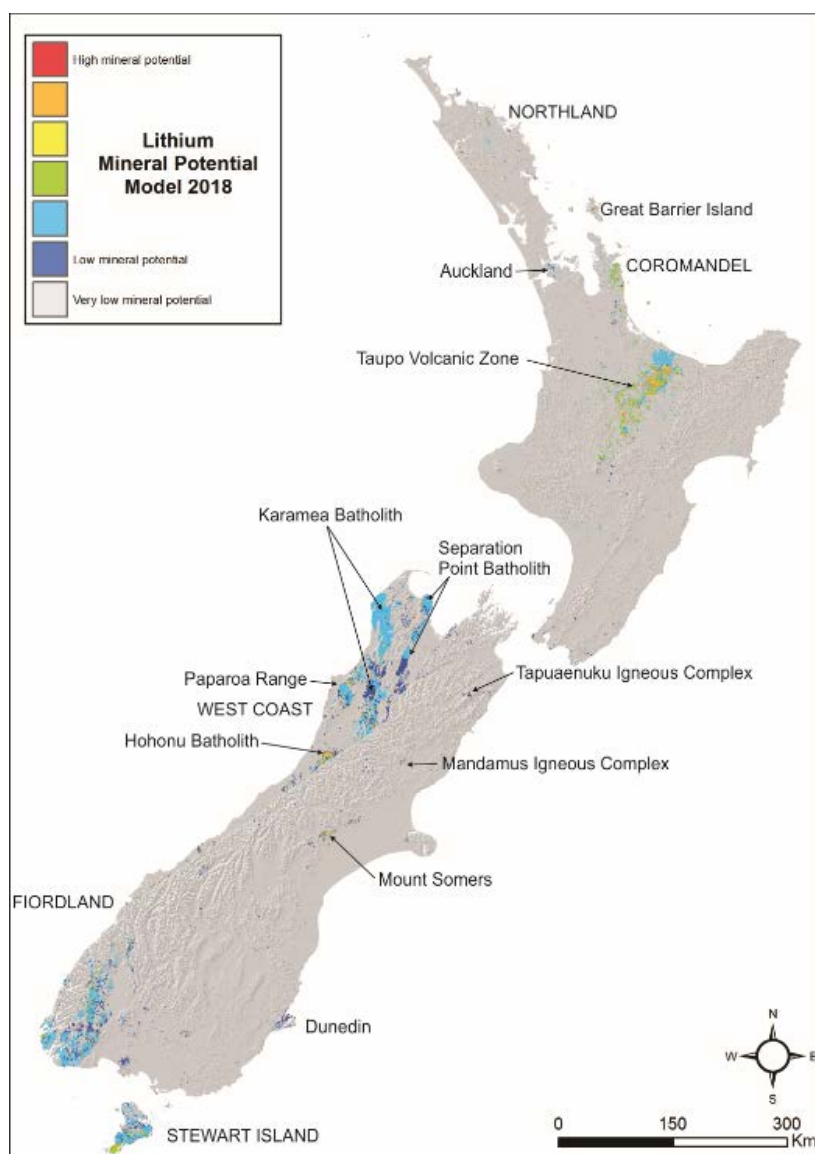 High mineral potential
Lithium
Mineral Potential
Model 2018
Low mineral potential
Very low mineral potential
NORTHLAND
Great Barrier Island
Auckland
COROMANDEL
Taupo Volcanic Zone
Karamea Batholith
Separation
Point Batholith
Paparoa Range
WEST COAST
Tapuaenuku Igneous Complex
Hohonu Batholith
Mandamus Igneous Complex
Mount Somers
FIORDLAND
Dunedin
STEWART ISLAND
N
W E
S
0 150 300
Km